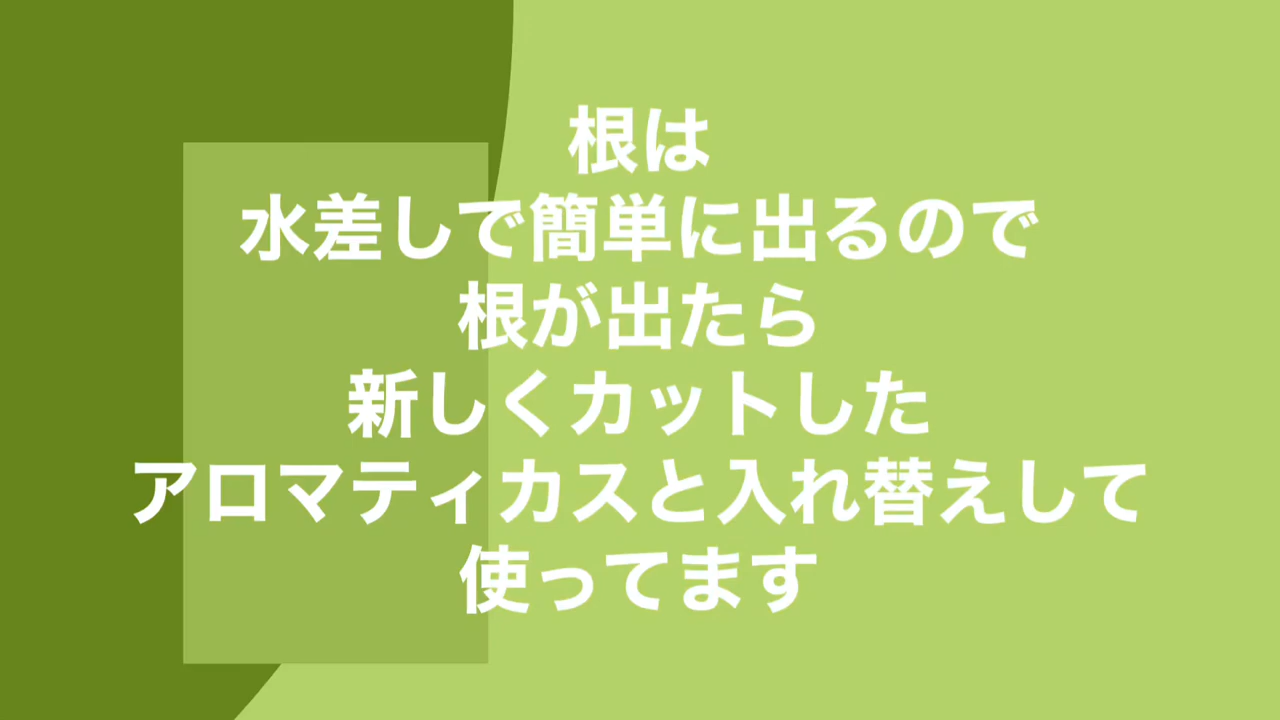 根は
水差しで簡単に出るので
根が出たら
新しくカットした
アロマティカスと入れ替えして
使ってます